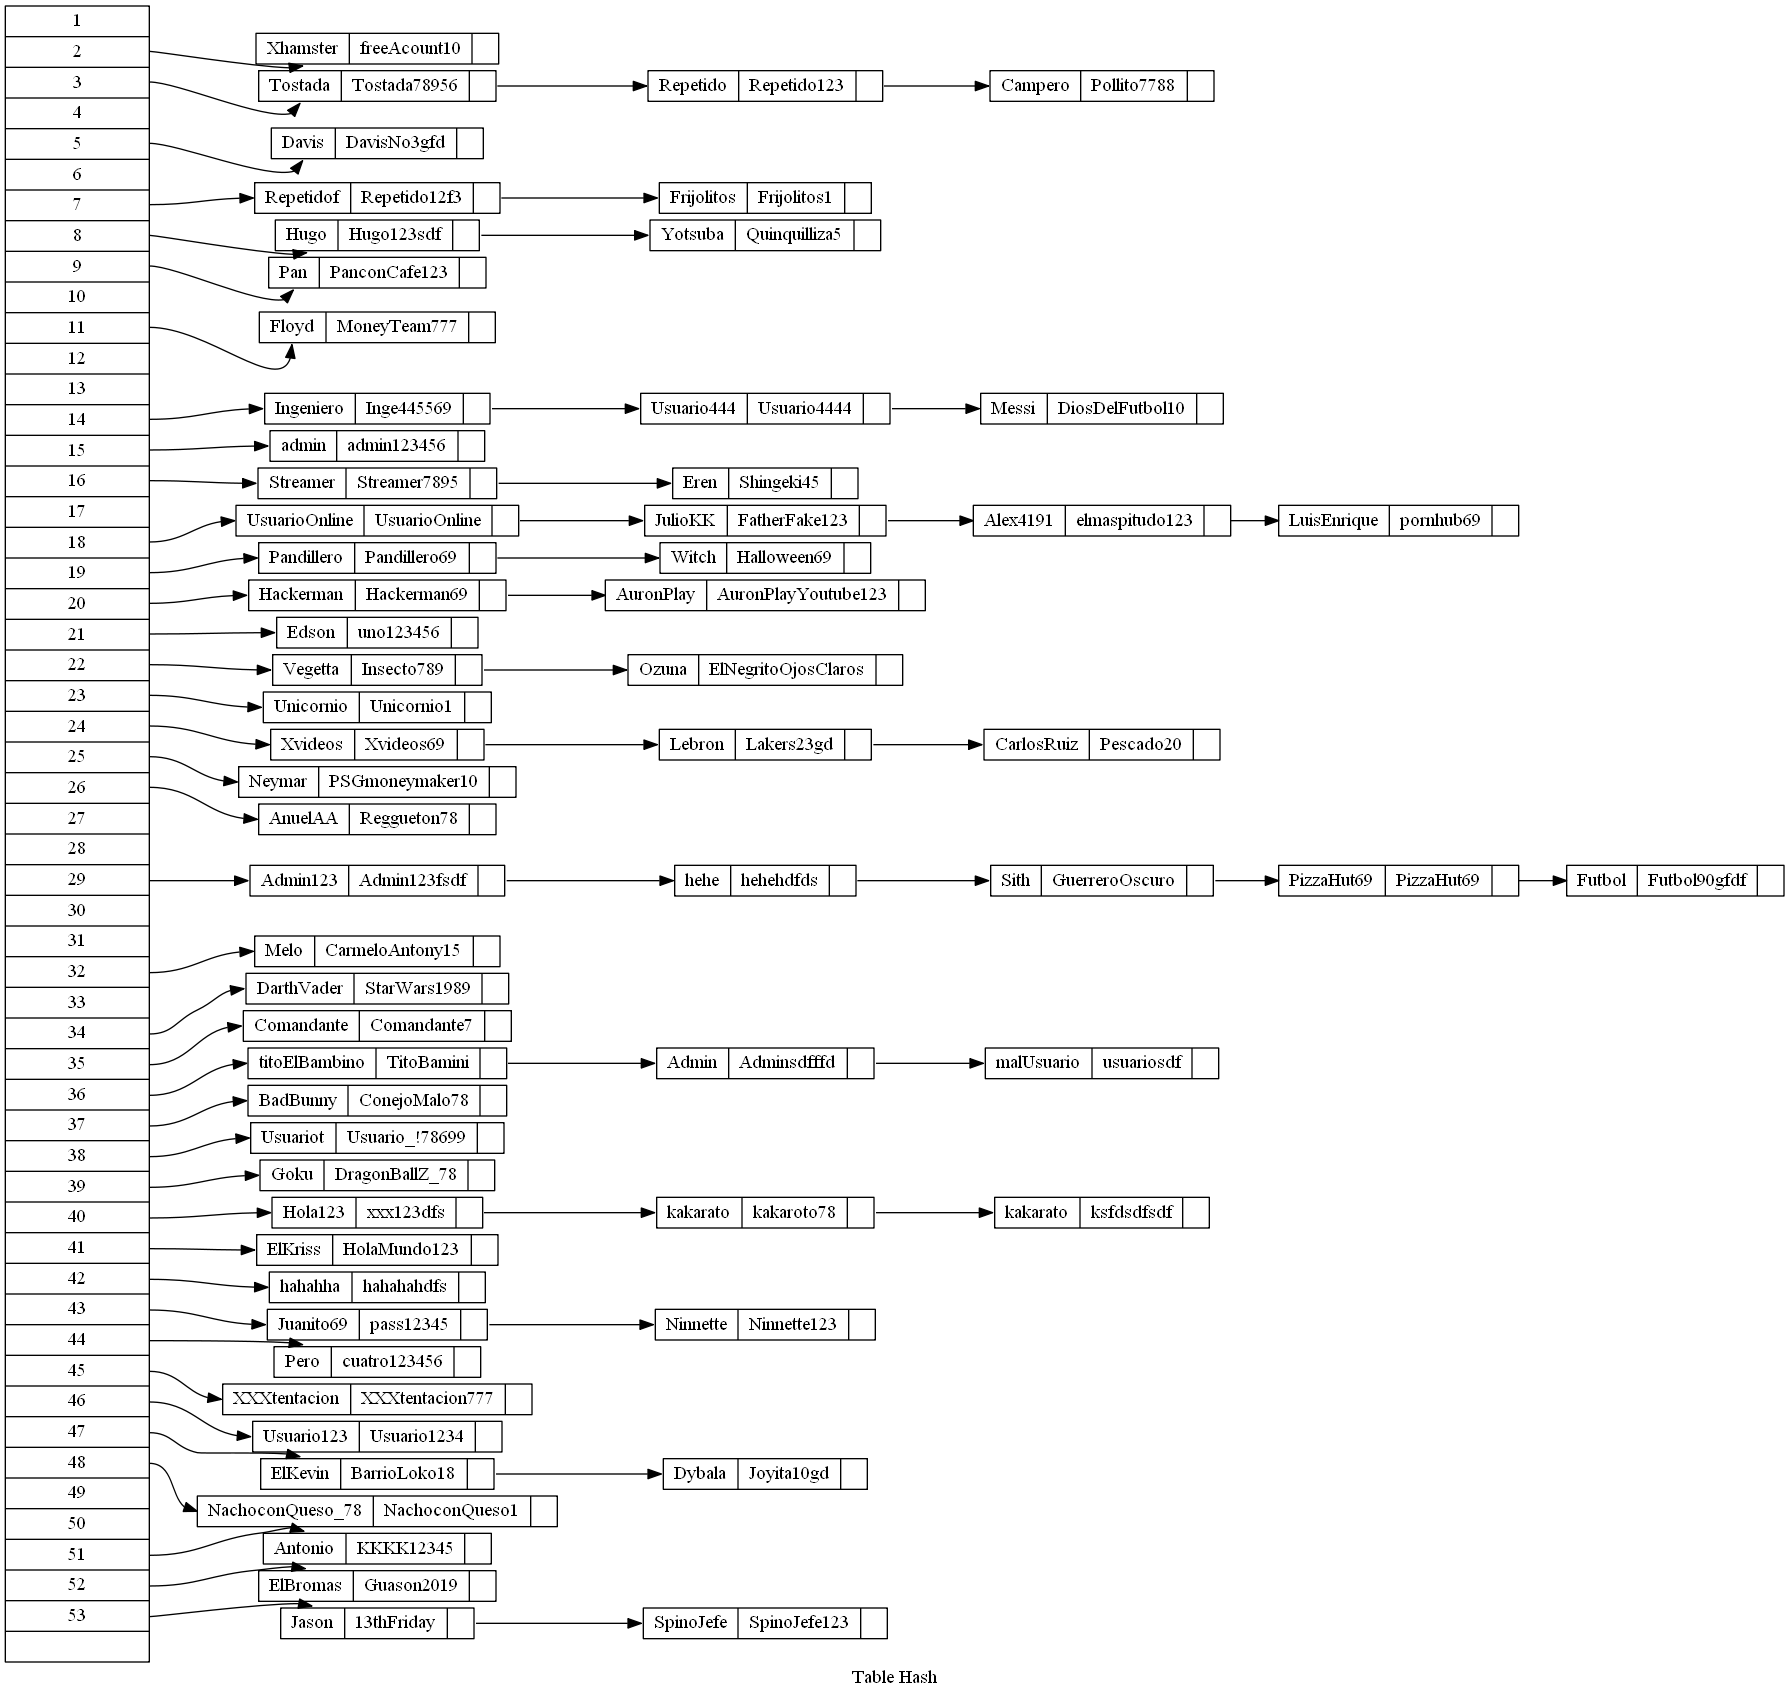 1
Xhamster freeAcount10
2
Tostada Tostada78956 Repetido Repetido123 Campero Pollito7788
3
4
Davis DavisNo3gfd
5
6
Repetidof Repetido12f3 Frijolitos Frijolitos1
7
Hugo Hugo123sdf Yotsuba Quinquilliza5
8
Pan PanconCafe123
9
10
Floyd MoneyTeam777
11
12
13
Ingeniero Inge445569 Usuario444 Usuario4444 Messi DiosDelFutbol10
14
admin admin123456
15
Streamer Streamer7895 Eren Shingeki45
16
17
UsuarioOnline UsuarioOnline JulioKK FatherFake123 Alex4191 elmaspitudo123 LuisEnrique pornhub69
18
Pandillero Pandillero69 Witch Halloween69
19
Hackerman Hackerman69 AuronPlay AuronPlayYoutube123
20
Edson uno123456
21
Vegetta Insecto789 Ozuna ElNegritoOjosClaros
22
23
Unicornio Unicornio1
24
Xvideos Xvideos69 Lebron Lakers23gd CarlosRuiz Pescado20
25
Neymar PSGmoneymaker10
26
AnuelAA Reggueton78
27
28
29
Admin123 Admin123fsdf hehe hehehdfds Sith GuerreroOscuro PizzaHut69 PizzaHut69 Futbol Futbol90gfdf
30
31
Melo CarmeloAntony15
32
DarthVader StarWars1989
33
Comandante Comandante7
34
35
titoElBambino TitoBamini Admin Adminsdfffd malUsuario usuariosdf
36
BadBunny ConejoMalo78
37
Usuariot Usuario_!78699
38
Goku DragonBallZ_78
39
40
Hola123 xxx123dfs kakarato kakaroto78 kakarato ksfdsdfsdf
41
ElKriss HolaMundo123
42
hahahha hahahahdfs
43
Juanito69 pass12345 Ninnette Ninnette123
44
Pero cuatro123456
45
XXXtentacion XXXtentacion777
46
Usuario123 Usuario1234
47
ElKevin BarrioLoko18 Dybala Joyita10gd
48
49
NachoconQueso_78 NachoconQueso1
50
Antonio KKKK12345
51
52
ElBromas Guason2019
53
Jason 13thFriday SpinoJefe SpinoJefe123
Table Hash